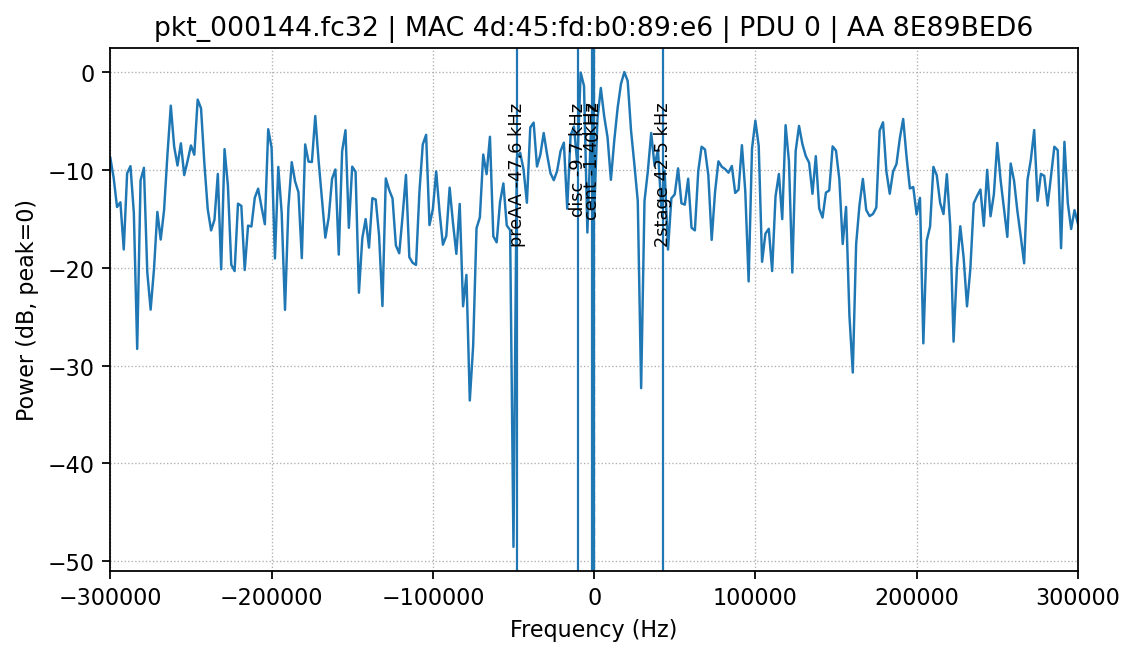 pkt_000144.fc32 | MAC 4d:45:fd:b0:89:e6 | PDU 0 | AA 8E89BED6
0
−10
−20
−30
−40
−50
Power (dB, peak=0)
preAA -47.6 kHz
disc -9.7 kHz
2stage 42.5 kHz
−300000
−200000
−100000
0
100000
200000
300000
Frequency (Hz)